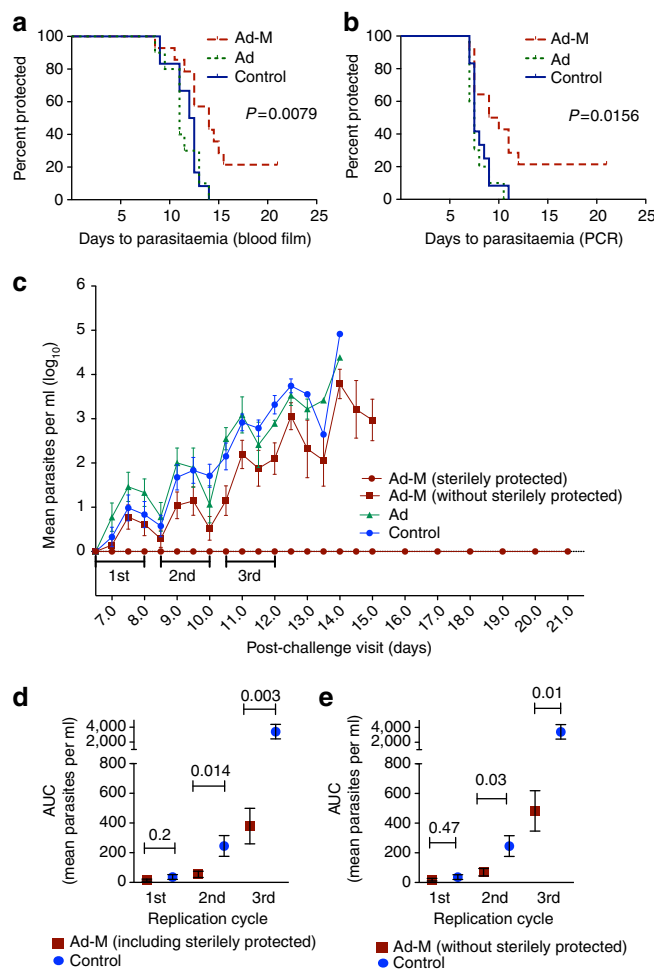 a
Percent protected
100
80
60
40
20
0
5
10
15
20
25
Days to parasitaemia (blood film)
Ad-M
Ad
Control
P=0.0079
b
Percent protected
100
80
60
40
20
0
5
10
15
20
25
Days to parasitaemia (PCR)
Ad-M
Ad
Control
P=0.0156
c
Mean parasites per ml (log10)
6
5
4
3
2
1
0
1st
2nd
3rd
7.0
8.0
9.0
10.0
11.0
12.0
13.0
14.0
15.0
16.0
17.0
18.0
19.0
20.0
21.0
Post-challenge visit (days)
Ad-M (sterilely protected)
Ad-M (without sterilely protected)
Ad
Control
d
AUC
(mean parasites per ml)
4,000
2,000
800
600
400
200
0
0.2
0.014
0.003
1st
2nd
3rd
Replication cycle
Ad-M (including sterilely protected)
Control
e
AUC
(mean parasites per ml)
4,000
2,000
800
600
400
200
0
0.47
0.03
0.01
1st
2nd
3rd
Replication cycle
Ad-M (without sterilely protected)
Control